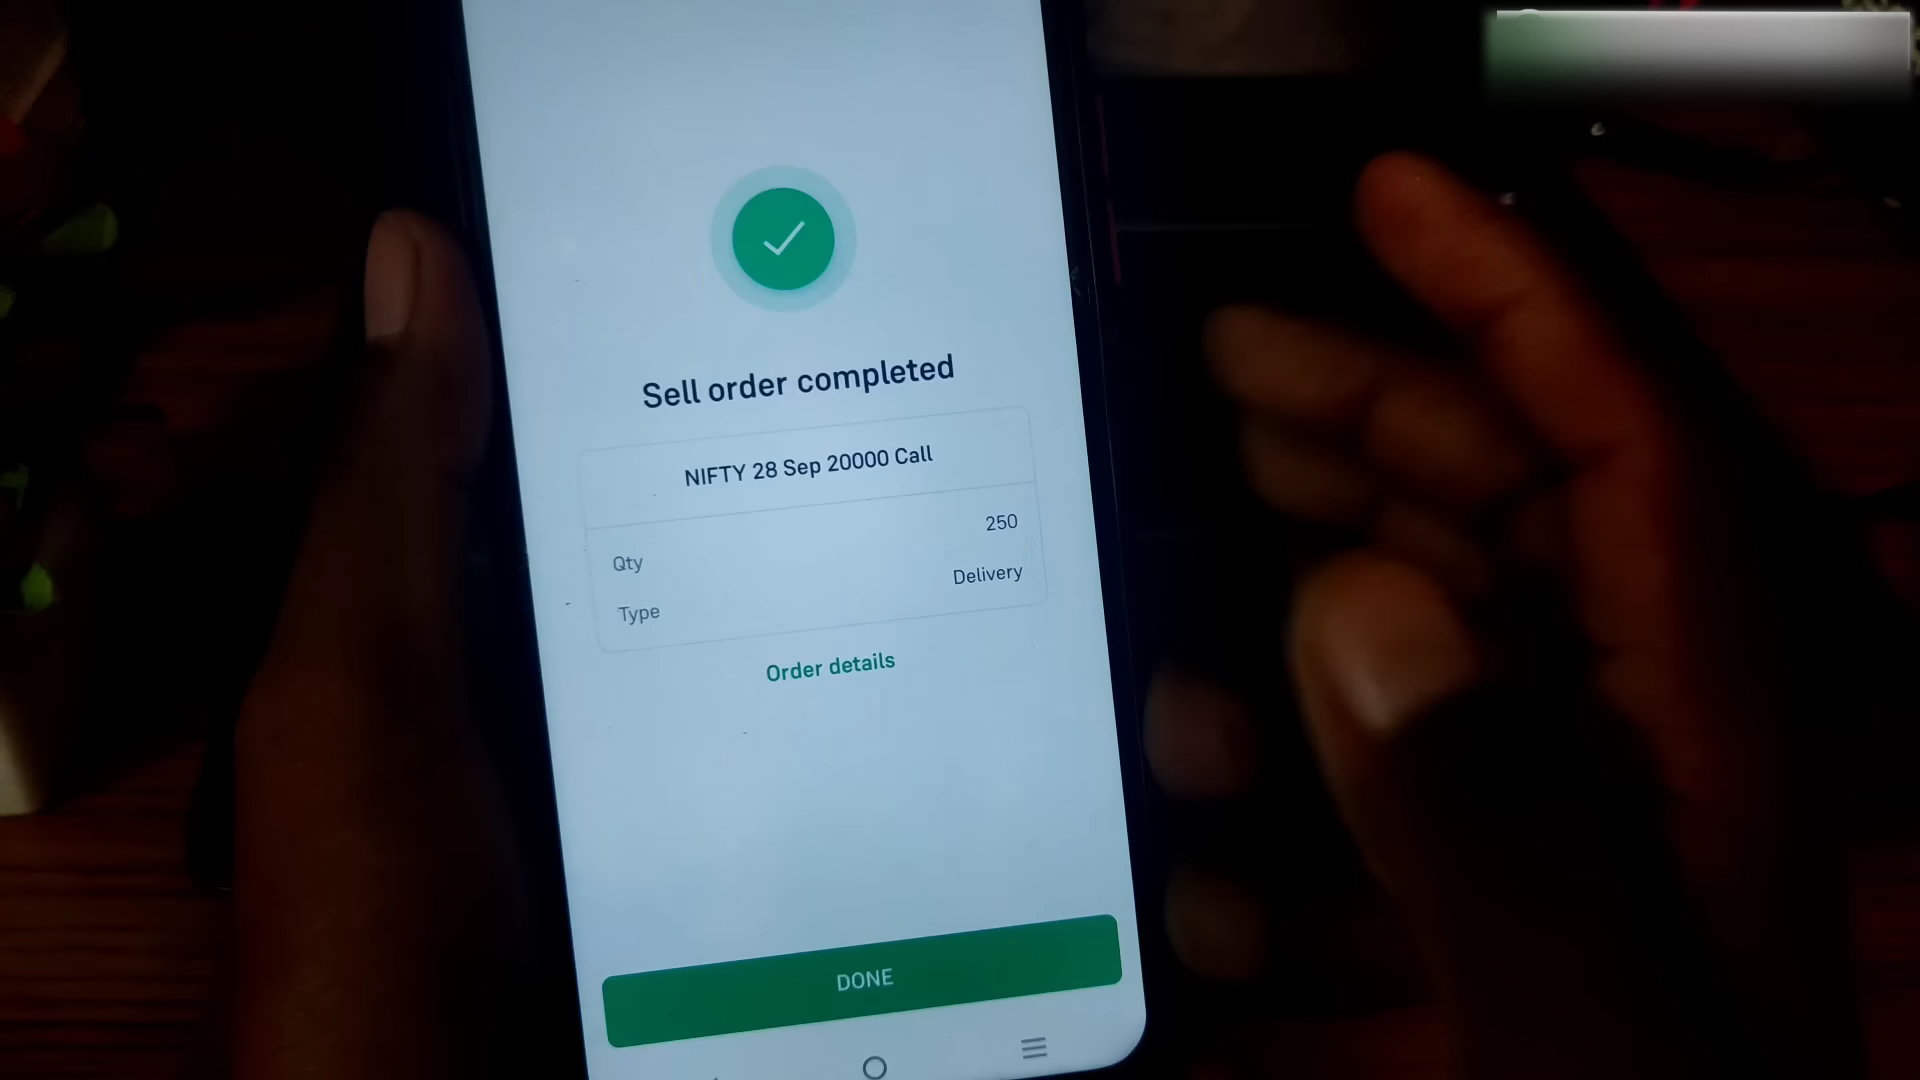 Sell order completed
NIFTY 28 Sep 20000 Call
Qty 250
Type Delivery
Order details
DONE